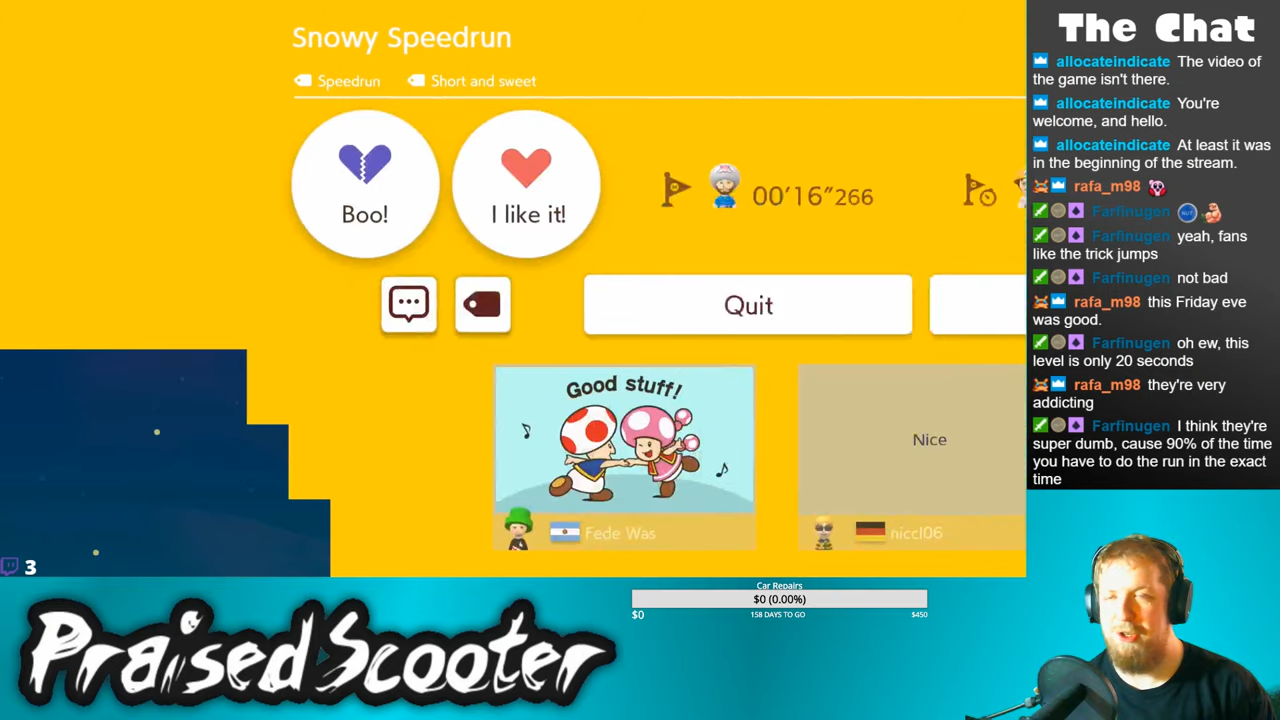 Snowy Speedrun
Speedrun Short and sweet
Boo!
I like it!
00'16"266
Quit
Good stuff!
Fede Was
Nice
niccl06
3
PraisedScooter
Car Repairs
$0 (0.00%)
$0 158 DAYS TO GO $450
The Chat
allocateindicate The video of
the game isn't there.
allocateindicate You're
welcome, and hello.
allocateindicate At least it was
in the beginning of the stream.
rafa_m98
Farfinugen
Farfinugen yeah, fans
like the trick jumps
Farfinugen not bad
rafa_m98 this Friday eve
was good.
Farfinugen oh ew, this
level is only 20 seconds
rafa_m98 they're very
addicting
Farfinugen I think they're
super dumb, cause 90% of the time
you have to do the run in the exact
time